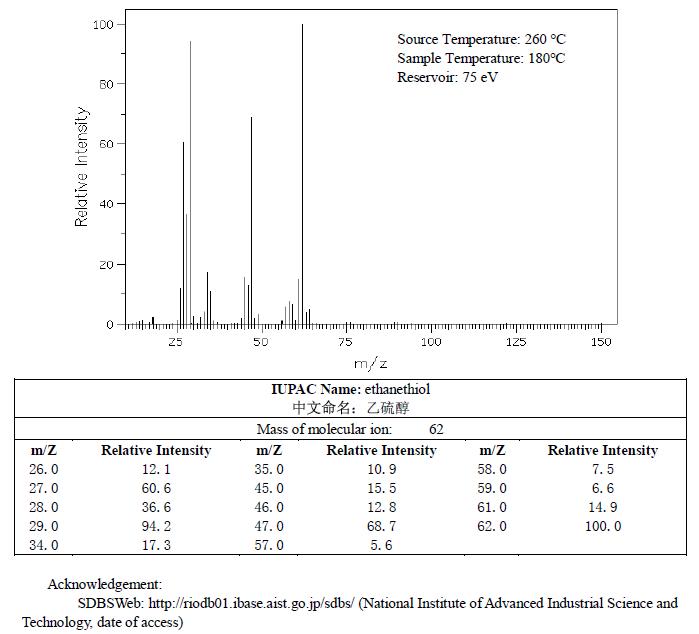 Source Temperature: 260 °C
Sample Temperature: 180°C
Reservoir: 75 eV
Relative Intensity
100
80
60
40
20
0
25 50 75 100 125 150
m/z
IUPAC Name: ethanethiol
中文命名：乙硫醇
Mass of molecular ion: 62
m/Z Relative Intensity m/Z Relative Intensity m/Z Relative Intensity
26.0 12.1 35.0 10.9 58.0 7.5
27.0 60.6 45.0 15.5 59.0 6.6
28.0 36.6 46.0 12.8 61.0 14.9
29.0 94.2 47.0 68.7 62.0 100.0
34.0 17.3 57.0 5.6
Acknowledgement:
SDBSWeb: http://riodb01.ibase.aist.go.jp/sdbs/ (National Institute of Advanced Industrial Science and
Technology, date of access)